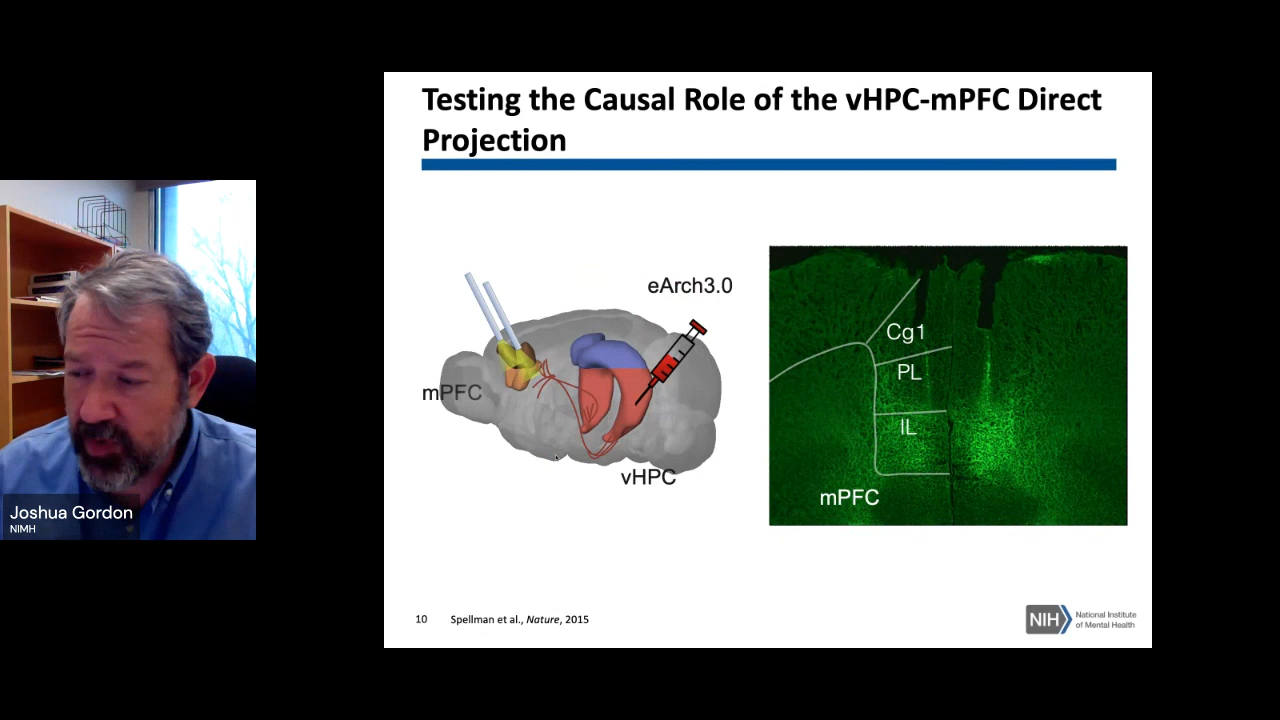 Testing the Causal Role of the vHPC-mPFC Direct
Projection
eArch3.0
mPFC
vHPC
Cg1
PL
IL
mPFC
Joshua Gordon
NIMH
10 Spellman et al., Nature, 2015
NIH National Institute
of Mental Health